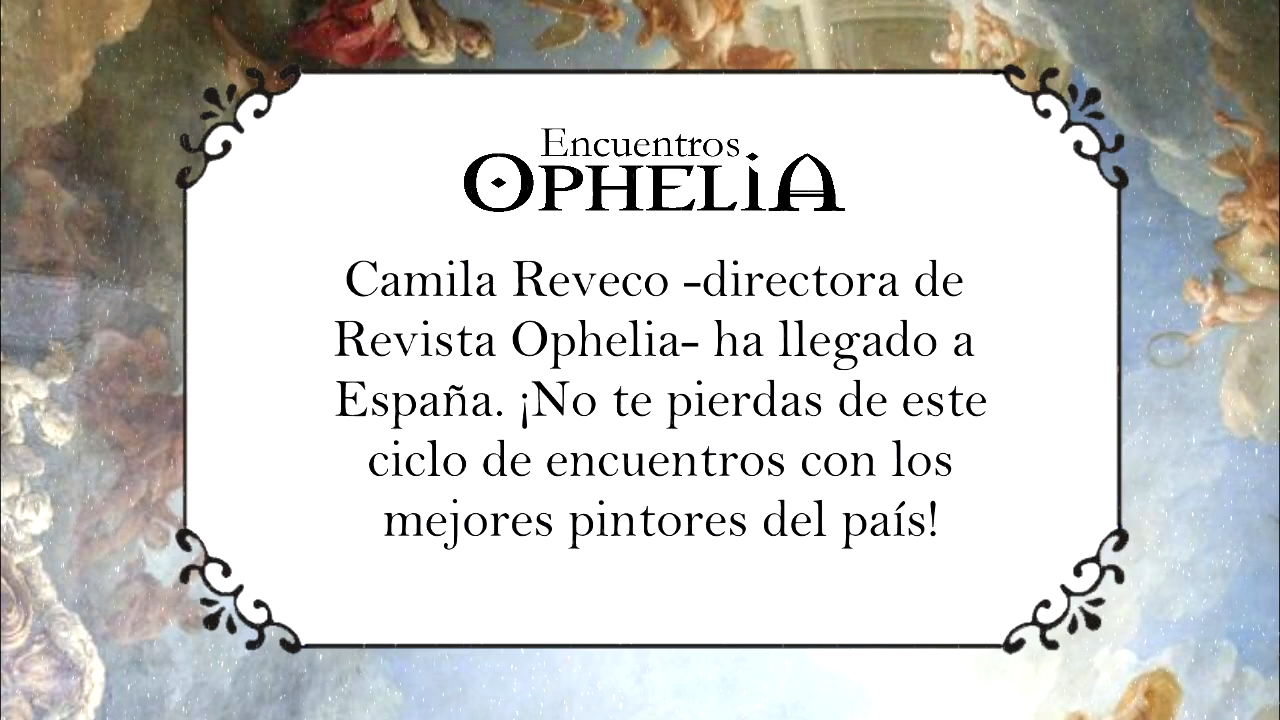 Encuentros
OPHELiA
Camila Reveco -directora de
Revista Ophelia- ha llegado a
España. ¡No te pierdas de este
ciclo de encuentros con los
mejores pintores del país!